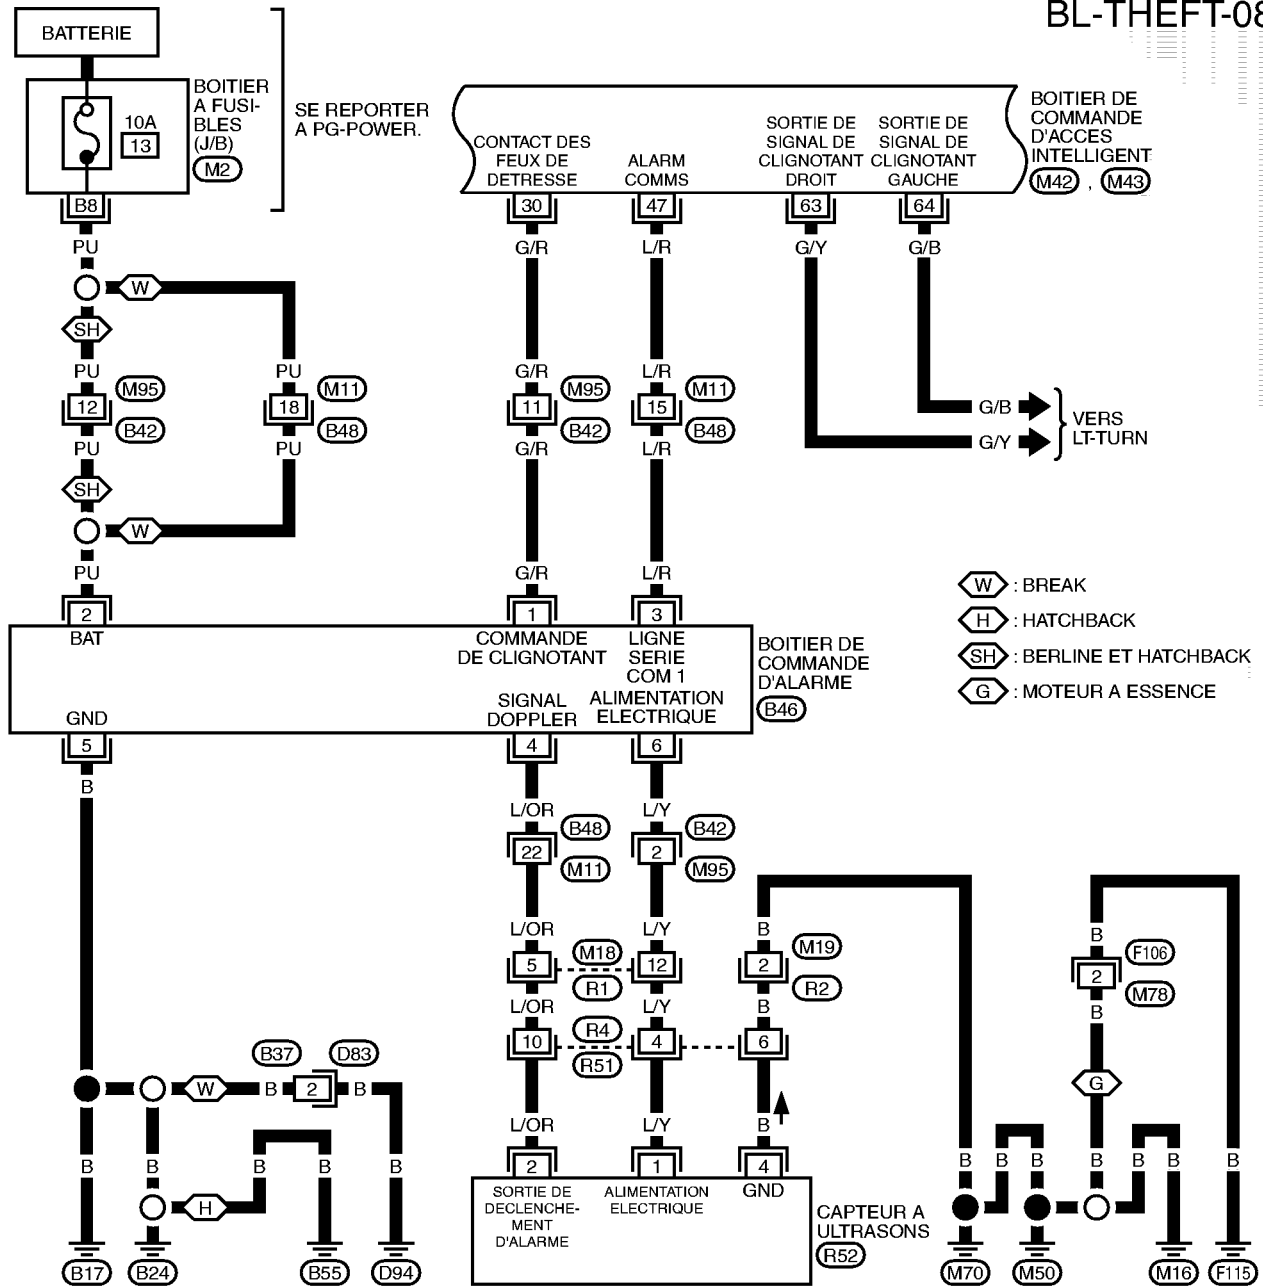 BL-THEFT-08
BATTERIE
BOITIER
A FUSI-
BLES
(J/B)
M2
10A
13
SE REPORTER
A PG-POWER.
CONTACT DES
FEUX DE
DETRESSE
ALARM
COMMS
SORTIE DE
SIGNAL DE
CLIGNOTANT
DROIT
SORTIE DE
SIGNAL DE
CLIGNOTANT
GAUCHE
BOITIER DE
COMMANDE
D'ACCES
INTELLIGENT
M42 , M43
B8 30 47 63 64
PU G/R L/R G/Y G/B
W
SH
PU PU G/R L/R
M95 M11 M95 M11
12 18 11 15
B42 B48 B42 B48
G/B
G/Y
VERS
LT-TURN
PU PU G/R L/R
SH
W
PU G/R L/R
W : BREAK
H : HATCHBACK
SH : BERLINE ET HATCHBACK
G : MOTEUR A ESSENCE
2 1 3
BAT
COMMANDE
DE CLIGNOTANT
LIGNE
SERIE
COM 1
SIGNAL
DOPPLER
ALIMENTATION
ELECTRIQUE
GND
BOITIER DE
COMMANDE
D'ALARME
B46
5 4 6
B
L/OR L/Y
B48 B42
22 2
M11 M95
L/OR L/Y B B
M18 M19 F106
5 12 2 2
R1 R2 M78
L/OR L/Y B B
R4
10 4 6
R51
B37 D83
W B 2 B G
L/OR L/Y B
B B B B B
H
B B B B B B B
2 1 4
SORTIE DE
DECLENCHE-
MENT
D'ALARME
ALIMENTATION
ELECTRIQUE
GND
CAPTEUR A
ULTRASONS
R52
B17 B24 B55 D94 M70 M50 M16 F115